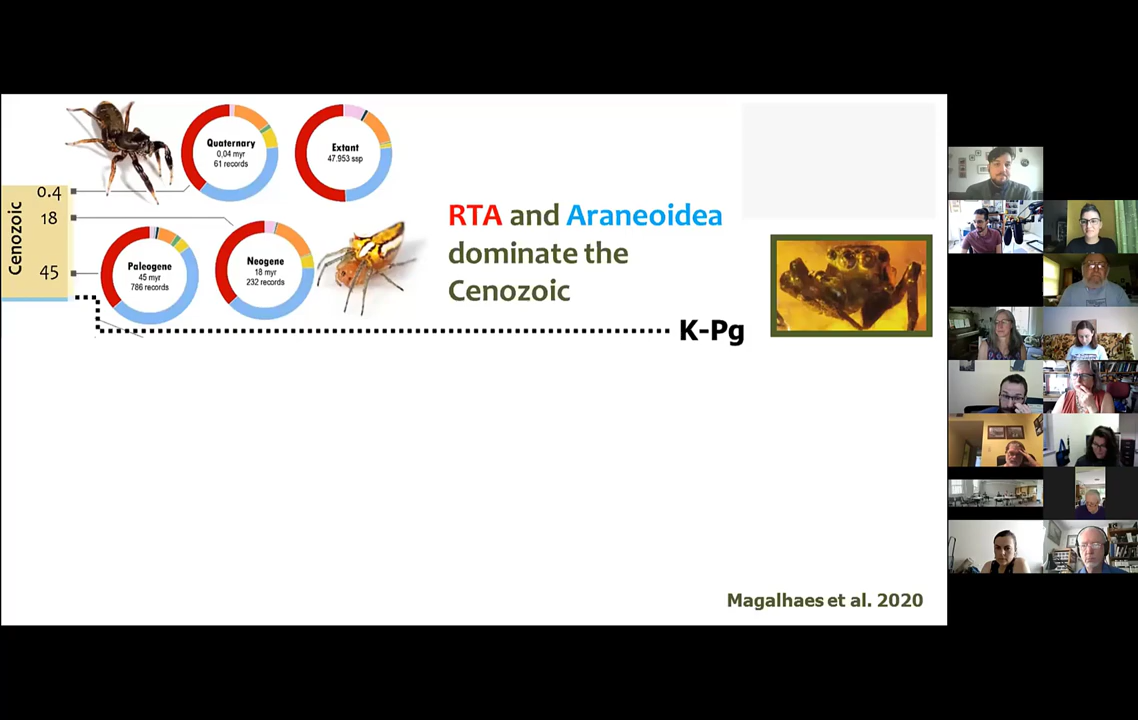 Quaternary
0,04 myr
61 records
Extant
47.953 ssp
0.4
18
45
Cenozoic
Paleogene
45 myr
786 records
Neogene
18 myr
232 records
RTA and Araneoidea
dominate the
Cenozoic
K-Pg
Magalhaes et al. 2020